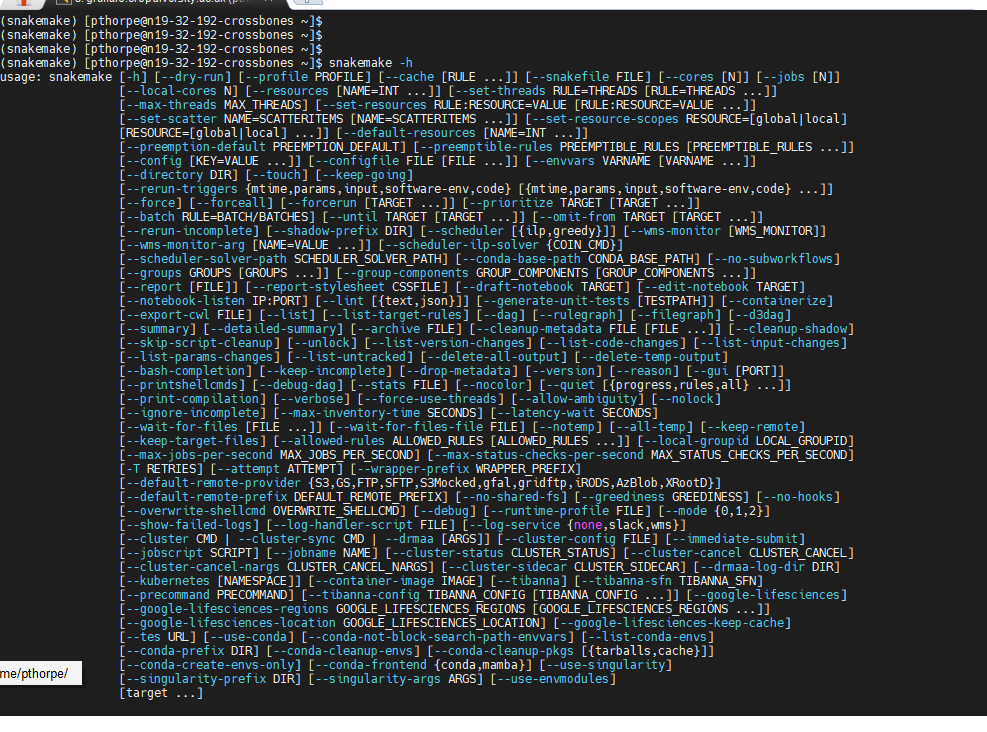 (snakemake) [pthorpe@n19-32-192-crossbones ~]$
(snakemake) [pthorpe@n19-32-192-crossbones ~]$
(snakemake) [pthorpe@n19-32-192-crossbones ~]$
(snakemake) [pthorpe@n19-32-192-crossbones ~]$ snakemake -h
usage: snakemake [-h] [--dry-run] [--profile PROFILE] [--cache [RULE ...]] [--snakefile FILE] [--cores [N]] [--jobs [N]]
[--local-cores N] [--resources [NAME=INT ...]] [--set-threads RULE=THREADS [RULE=THREADS ...]]
[--max-threads MAX_THREADS] [--set-resources RULE:RESOURCE=VALUE [RULE:RESOURCE=VALUE ...]]
[--set-scatter NAME=SCATTERITEMS [NAME=SCATTERITEMS ...]] [--set-resource-scopes RESOURCE=[global|local]
[RESOURCE=[global|local] ...]] [--default-resources [NAME=INT ...]]
[--preemption-default PREEMPTION_DEFAULT] [--preemptible-rules PREEMPTIBLE_RULES [PREEMPTIBLE_RULES ...]]
[--config [KEY=VALUE ...]] [--configfile FILE [FILE ...]] [--envvars VARNAME [VARNAME ...]]
[--directory DIR] [--touch] [--keep-going]
[--rerun-triggers {mtime,params,input,software-env,code} [{mtime,params,input,software-env,code} ...]]
[--force] [--forceall] [--forcerun [TARGET ...]] [--prioritize TARGET [TARGET ...]]
[--batch RULE=BATCH/BATCHES] [--until TARGET [TARGET ...]] [--omit-from TARGET [TARGET ...]]
[--rerun-incomplete] [--shadow-prefix DIR] [--scheduler [{ilp,greedy}]] [--wms-monitor [WMS_MONITOR]]
[--wms-monitor-arg [NAME=VALUE ...]] [--scheduler-ilp-solver {COIN_CMD}]
[--scheduler-solver-path SCHEDULER_SOLVER_PATH] [--conda-base-path CONDA_BASE_PATH] [--no-subworkflows]
[--groups GROUPS [GROUPS ...]] [--group-components GROUP_COMPONENTS [GROUP_COMPONENTS ...]]
[--report [FILE]] [--report-stylesheet CSSFILE] [--draft-notebook TARGET] [--edit-notebook TARGET]
[--notebook-listen IP:PORT] [--lint [{text,json}]] [--generate-unit-tests [TESTPATH]] [--containerize]
[--export-cwl FILE] [--list] [--list-target-rules] [--dag] [--rulegraph] [--filegraph] [--d3dag]
[--summary] [--detailed-summary] [--archive FILE] [--cleanup-metadata FILE [FILE ...]] [--cleanup-shadow]
[--skip-script-cleanup] [--unlock] [--list-version-changes] [--list-code-changes] [--list-input-changes]
[--list-params-changes] [--list-untracked] [--delete-all-output] [--delete-temp-output]
[--bash-completion] [--keep-incomplete] [--drop-metadata] [--version] [--reason] [--gui [PORT]]
[--printshellcmds] [--debug-dag] [--stats FILE] [--nocolor] [--quiet [{progress,rules,all} ...]]
[--print-compilation] [--verbose] [--force-use-threads] [--allow-ambiguity] [--nolock]
[--ignore-incomplete] [--max-inventory-time SECONDS] [--latency-wait SECONDS]
[--wait-for-files [FILE ...]] [--wait-for-files-file FILE] [--notemp] [--all-temp] [--keep-remote]
[--keep-target-files] [--allowed-rules ALLOWED_RULES [ALLOWED_RULES ...]] [--local-groupid LOCAL_GROUPID]
[--max-jobs-per-second MAX_JOBS_PER_SECOND] [--max-status-checks-per-second MAX_STATUS_CHECKS_PER_SECOND]
[-T RETRIES] [--attempt ATTEMPT] [--wrapper-prefix WRAPPER_PREFIX]
[--default-remote-provider {S3,GS,FTP,SFTP,S3Mocked,gfal,gridftp,iRODS,AzBlob,XRootD}]
[--default-remote-prefix DEFAULT_REMOTE_PREFIX] [--no-shared-fs] [--greediness GREEDINESS] [--no-hooks]
[--overwrite-shellcmd OVERWRITE_SHELLCMD] [--debug] [--runtime-profile FILE] [--mode {0,1,2}]
[--show-failed-logs] [--log-handler-script FILE] [--log-service {none,slack,wms}]
[--cluster CMD | --cluster-sync CMD | --drmaa [ARGS]] [--cluster-config FILE] [--immediate-submit]
[--jobscript SCRIPT] [--jobname NAME] [--cluster-status CLUSTER_STATUS] [--cluster-cancel CLUSTER_CANCEL]
[--cluster-cancel-nargs CLUSTER_CANCEL_NARGS] [--cluster-sidecar CLUSTER_SIDECAR] [--drmaa-log-dir DIR]
[--kubernetes [NAMESPACE]] [--container-image IMAGE] [--tibanna] [--tibanna-sfn TIBANNA_SFN]
[--precommand PRECOMMAND] [--tibanna-config TIBANNA_CONFIG [TIBANNA_CONFIG ...]] [--google-lifesciences]
[--google-lifesciences-regions GOOGLE_LIFESCIENCES_REGIONS [GOOGLE_LIFESCIENCES_REGIONS ...]]
[--google-lifesciences-location GOOGLE_LIFESCIENCES_LOCATION] [--google-lifesciences-keep-cache]
[--tes URL] [--use-conda] [--conda-not-block-search-path-envvars] [--list-conda-envs]
[--conda-prefix DIR] [--conda-cleanup-envs] [--conda-cleanup-pkgs [{tarballs,cache}]]
[--conda-create-envs-only] [--conda-frontend {conda,mamba}] [--use-singularity]
me/pthorpe/
[--singularity-prefix DIR] [--singularity-args ARGS] [--use-envmodules]
[target ...]